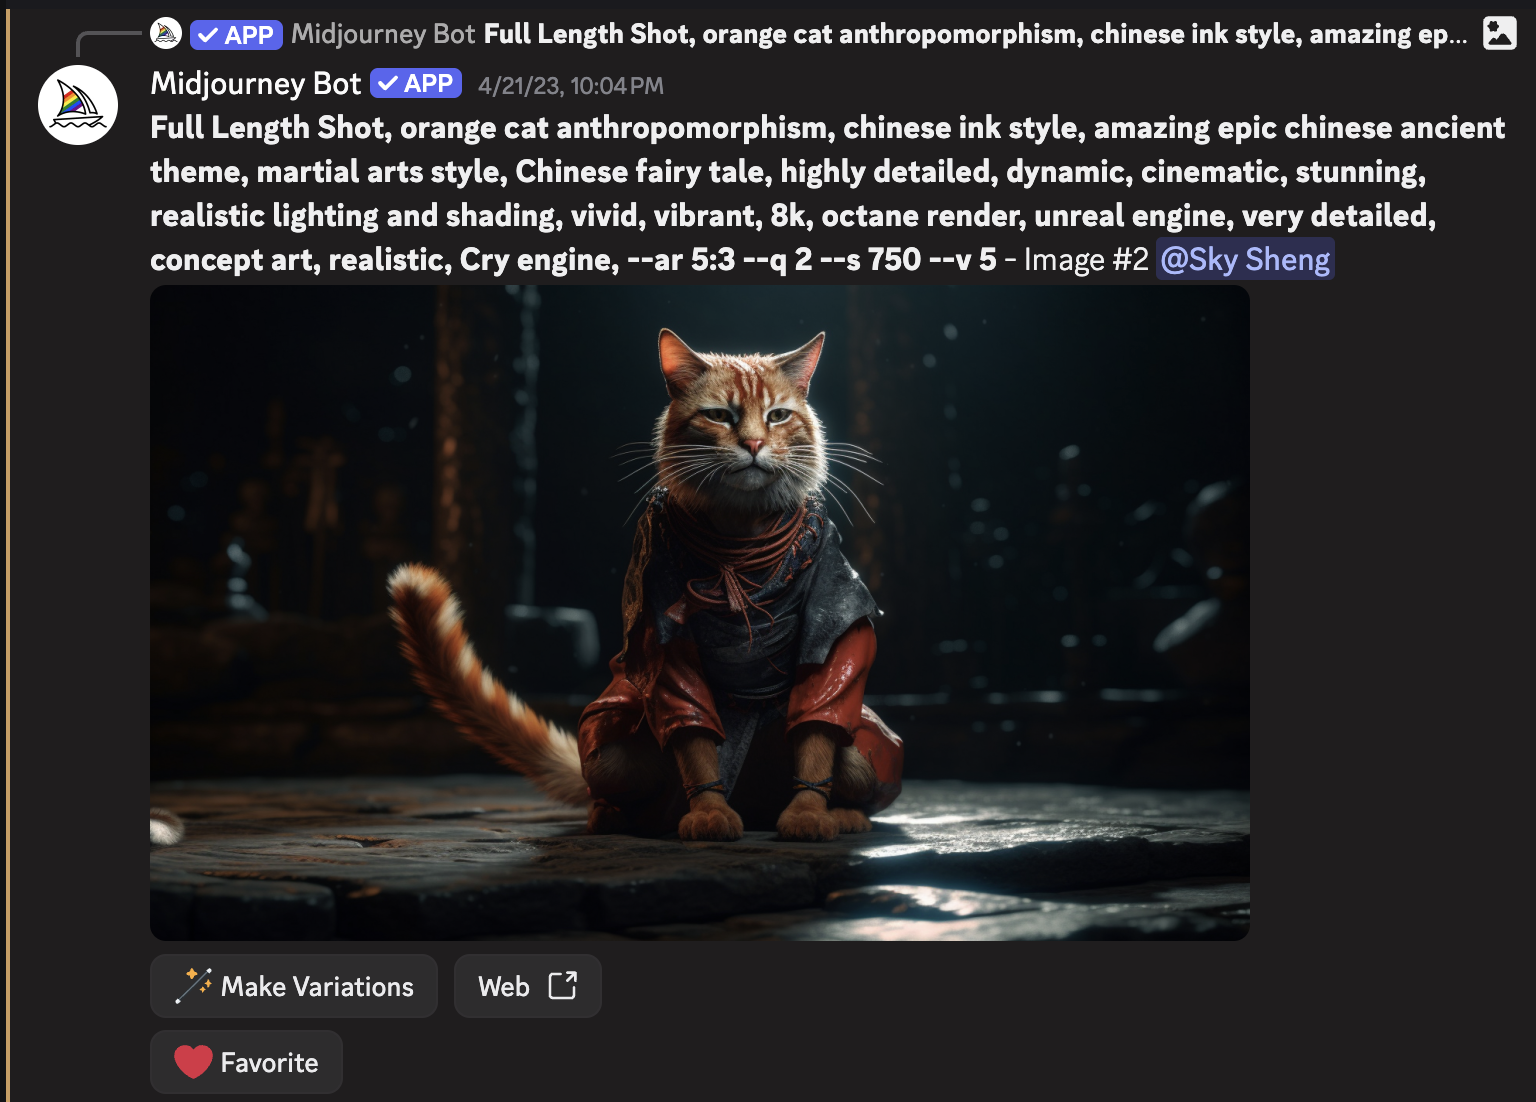 APP Midjourney Bot Full Length Shot, orange cat anthropomorphism, chinese ink style, amazing ep...
Midjourney Bot APP 4/21/23, 10:04 PM
Full Length Shot, orange cat anthropomorphism, chinese ink style, amazing epic chinese ancient
theme, martial arts style, Chinese fairy tale, highly detailed, dynamic, cinematic, stunning,
realistic lighting and shading, vivid, vibrant, 8k, octane render, unreal engine, very detailed,
concept art, realistic, Cry engine, --ar 5:3 --q 2 --s 750 --v 5 - Image #2 @Sky Sheng
Make Variations Web
Favorite